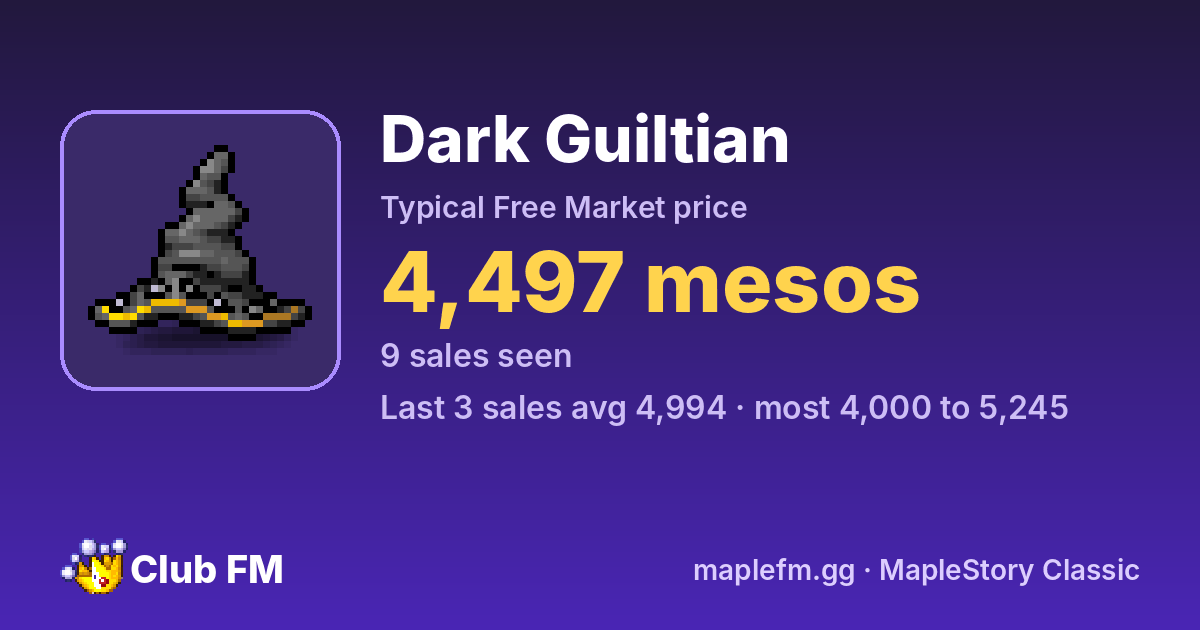 Dark Guiltian
Typical Free Market price
4,497 mesos
9 sales seen
Last 3 sales avg 4,994 · most 4,000 to 5,245
Club FM
maplefm.gg · MapleStory Classic